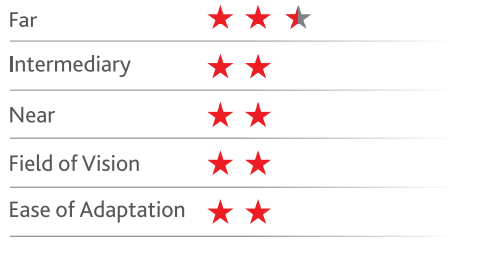 Far
Intermediary
Near
Field of Vision
Ease of Adaptation